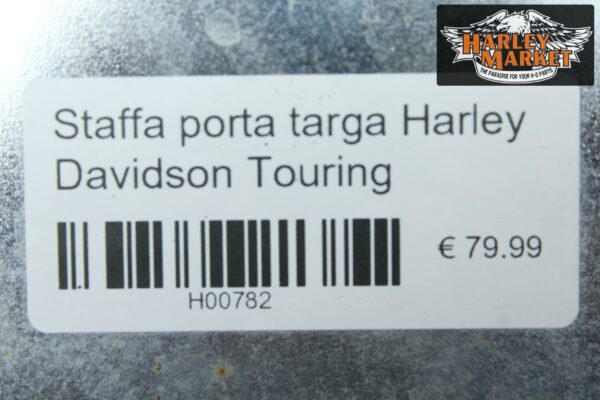 HARLEY
MARKET
THE PARADISE FOR YOUR H-D PARTS
Staffa porta targa Harley
Davidson Touring
€ 79.99
H00782